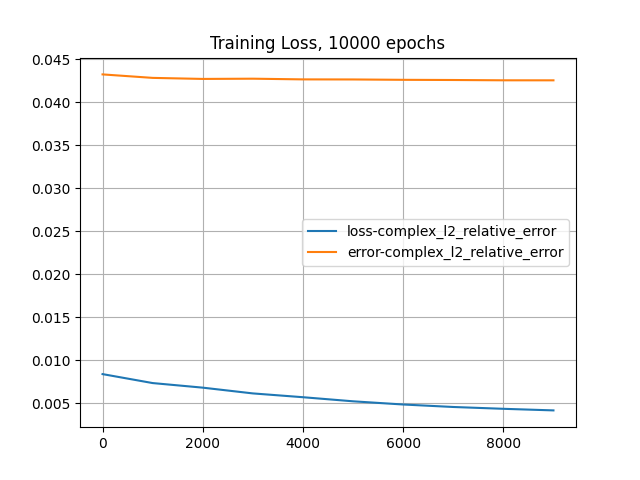 Training Loss, 10000 epochs
0.045
0.040
0.035
0.030
0.025
0.020
0.015
0.010
0.005
loss-complex_l2_relative_error
error-complex_l2_relative_error
0 2000 4000 6000 8000